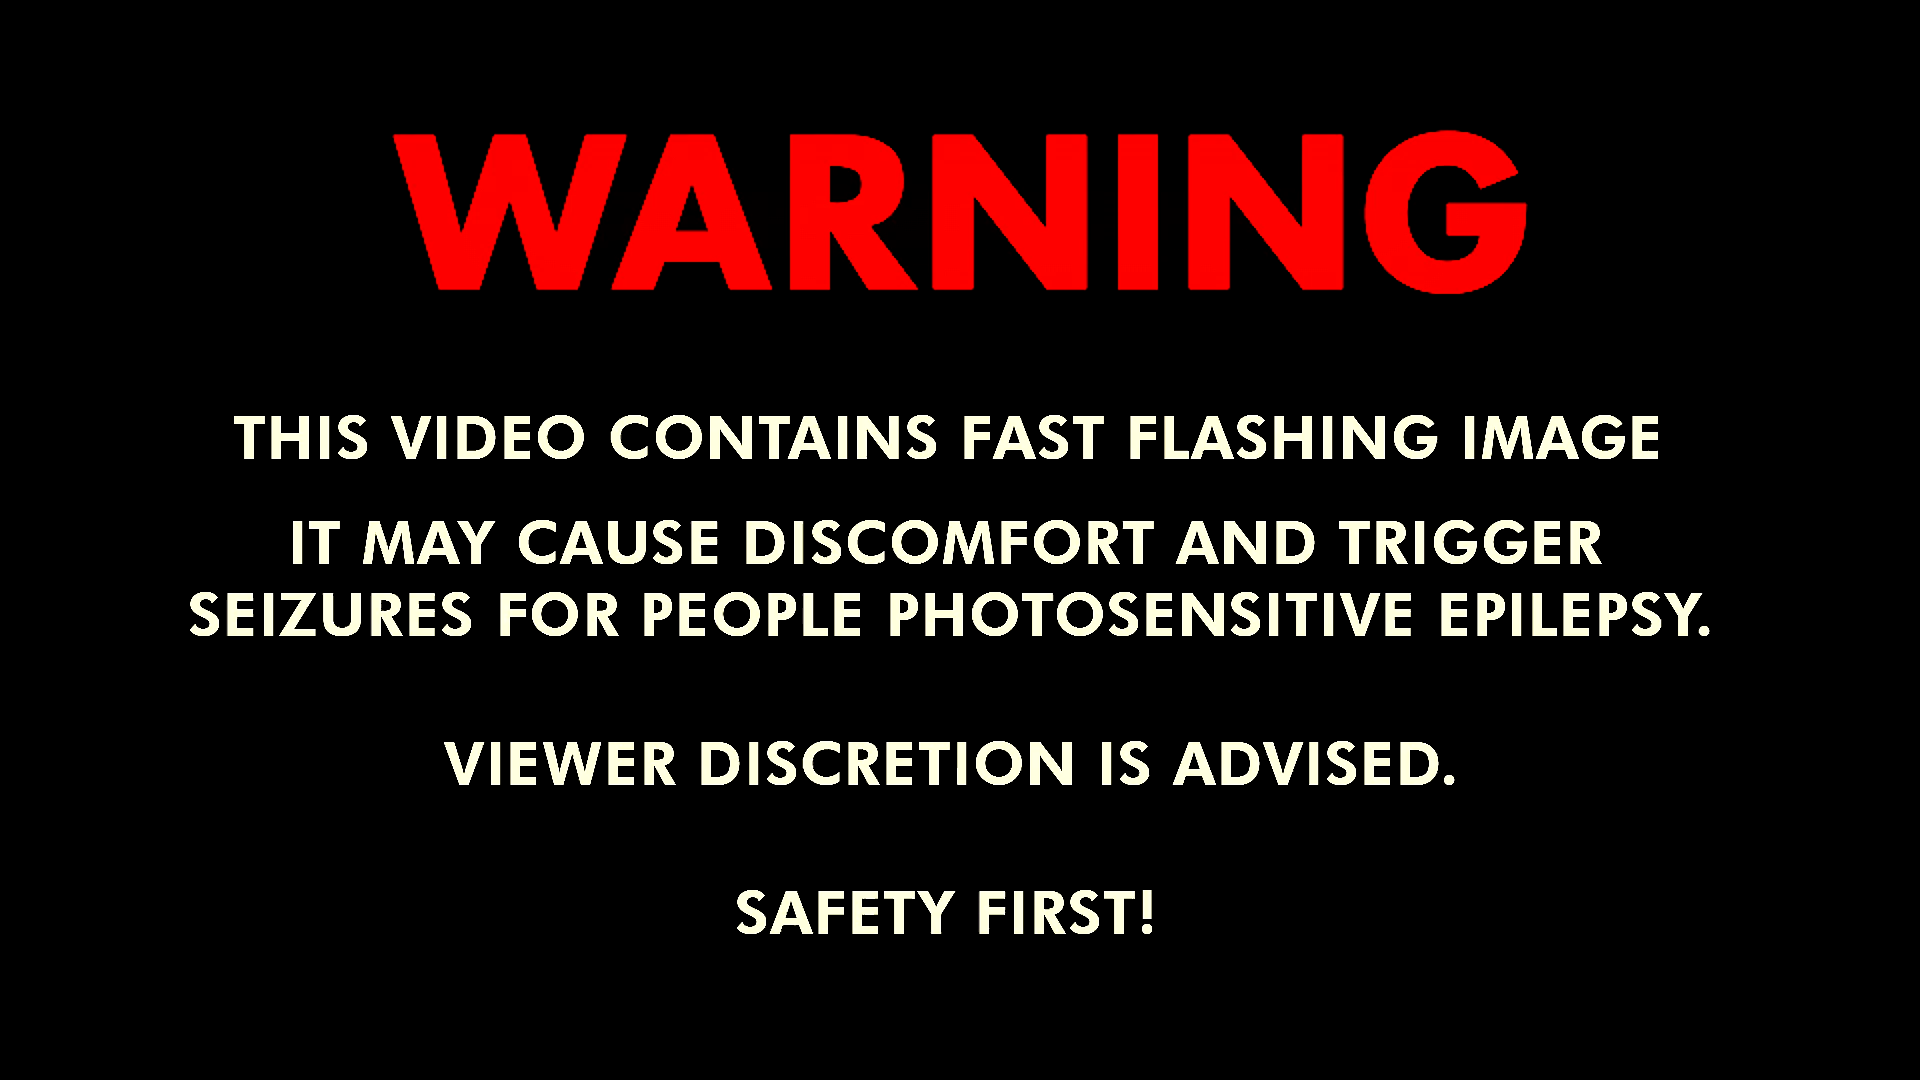 WARNING
THIS VIDEO CONTAINS FAST FLASHING IMAGE
IT MAY CAUSE DISCOMFORT AND TRIGGER
SEIZURES FOR PEOPLE PHOTOSENSITIVE EPILEPSY.
VIEWER DISCRETION IS ADVISED.
SAFETY FIRST!